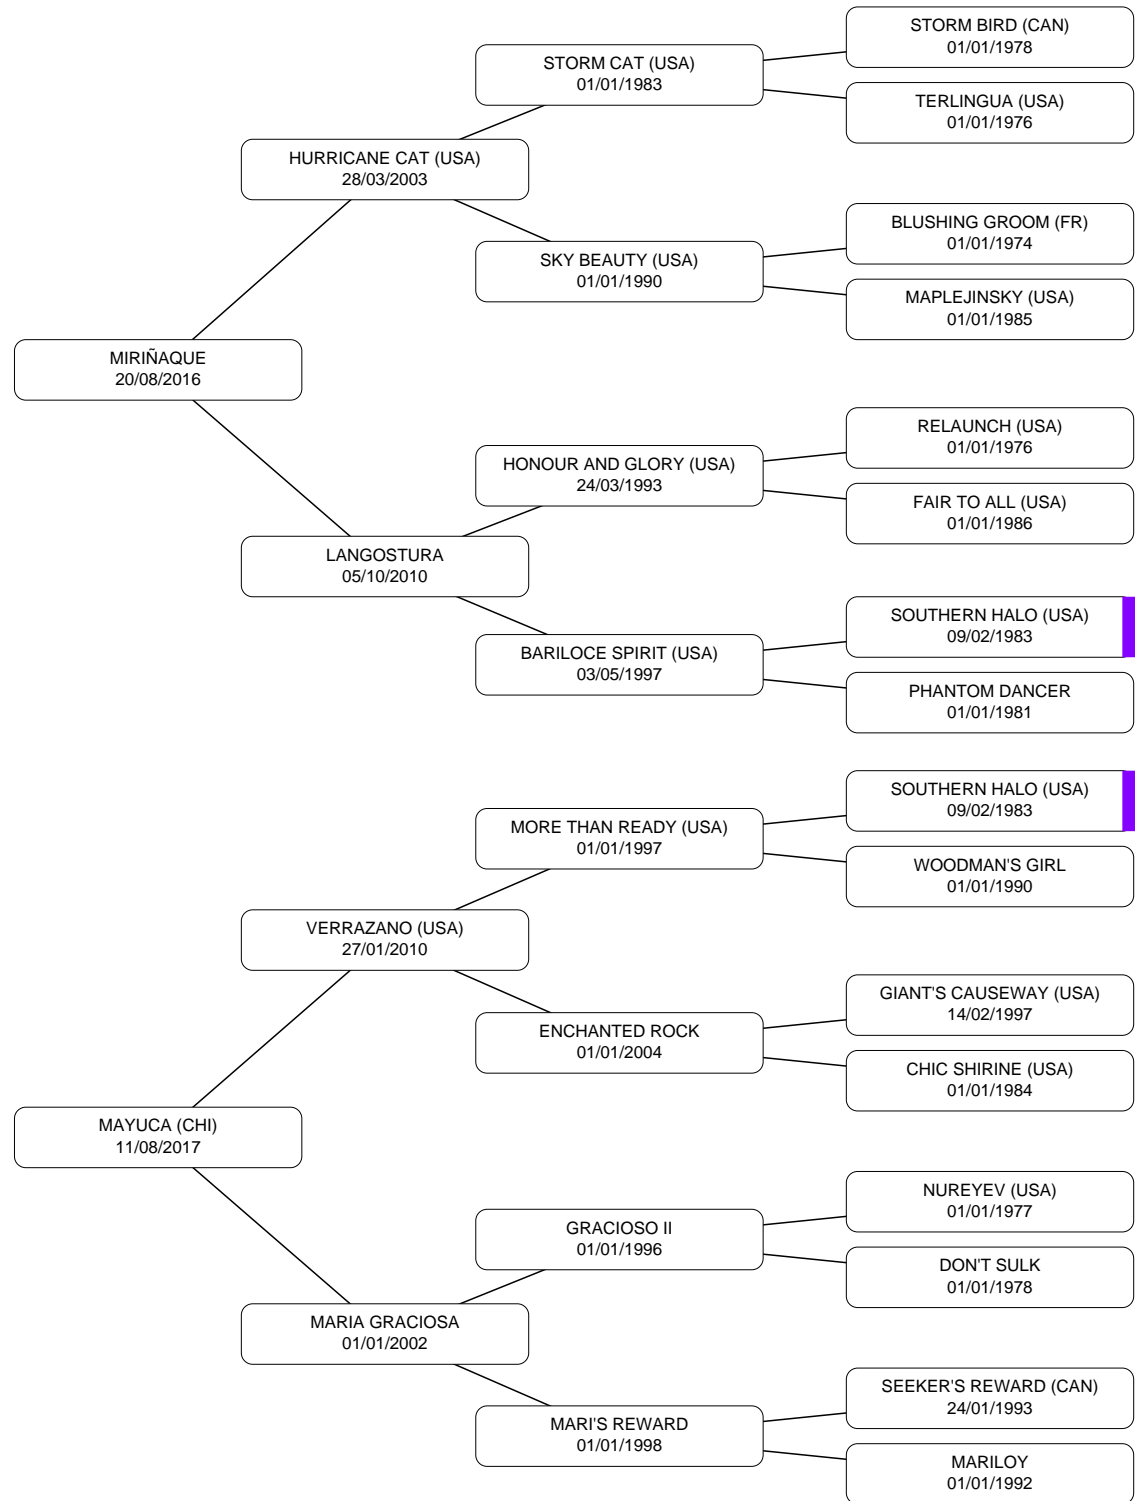 STORM BIRD (CAN)
01/01/1978
STORM CAT (USA)
01/01/1983
TERLINGUA (USA)
01/01/1976
HURRICANE CAT (USA)
28/03/2003
BLUSHING GROOM (FR)
01/01/1974
SKY BEAUTY (USA)
01/01/1990
MAPLEJINSKY (USA)
01/01/1985
MIRIÑAQUE
20/08/2016
RELAUNCH (USA)
01/01/1976
HONOUR AND GLORY (USA)
24/03/1993
FAIR TO ALL (USA)
01/01/1986
LANGOSTURA
05/10/2010
SOUTHERN HALO (USA)
09/02/1983
BARILOCE SPIRIT (USA)
03/05/1997
PHANTOM DANCER
01/01/1981
SOUTHERN HALO (USA)
09/02/1983
MORE THAN READY (USA)
01/01/1997
WOODMAN'S GIRL
01/01/1990
VERRAZANO (USA)
27/01/2010
GIANT'S CAUSEWAY (USA)
14/02/1997
ENCHANTED ROCK
01/01/2004
CHIC SHIRINE (USA)
01/01/1984
MAYUCA (CHI)
11/08/2017
NUREYEV (USA)
01/01/1977
GRACIOSO II
01/01/1996
DON'T SULK
01/01/1978
MARIA GRACIOSA
01/01/2002
SEEKER'S REWARD (CAN)
24/01/1993
MARI'S REWARD
01/01/1998
MARILOY
01/01/1992